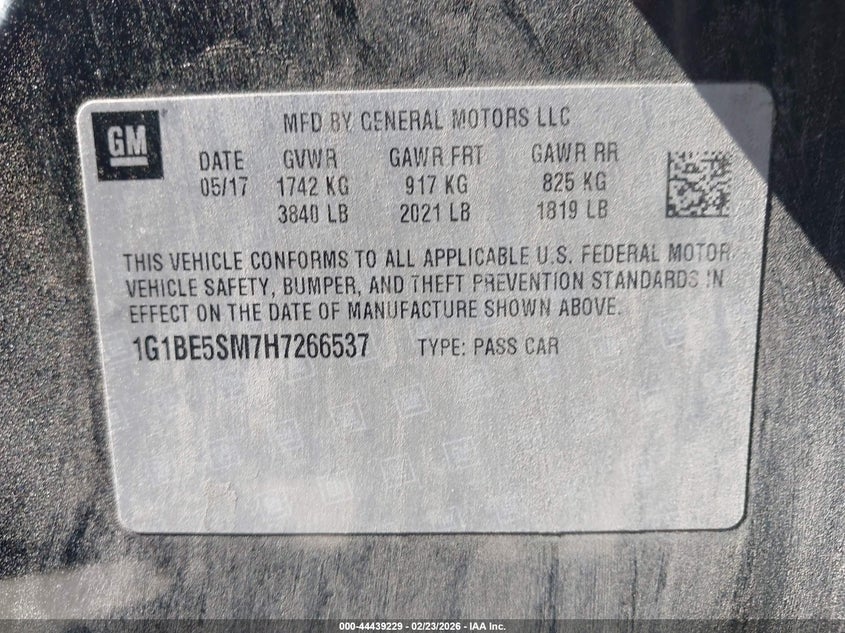 GM
MFD BY GENERAL MOTORS LLC
DATE GVWR GAWR FRT GAWR RR
05/17 1742 KG 917 KG 825 KG
3840 LB 2021 LB 1819 LB
THIS VEHICLE CONFORMS TO ALL APPLICABLE U.S. FEDERAL MOTOR
VEHICLE SAFETY, BUMPER, AND THEFT PREVENTION STANDARDS IN
EFFECT ON THE DATE OF MANUFACTURE SHOWN ABOVE.
1G1BE5SM7H7266537 TYPE: PASS CAR
000-44439229 - 02/23/2026 - IAA Inc.